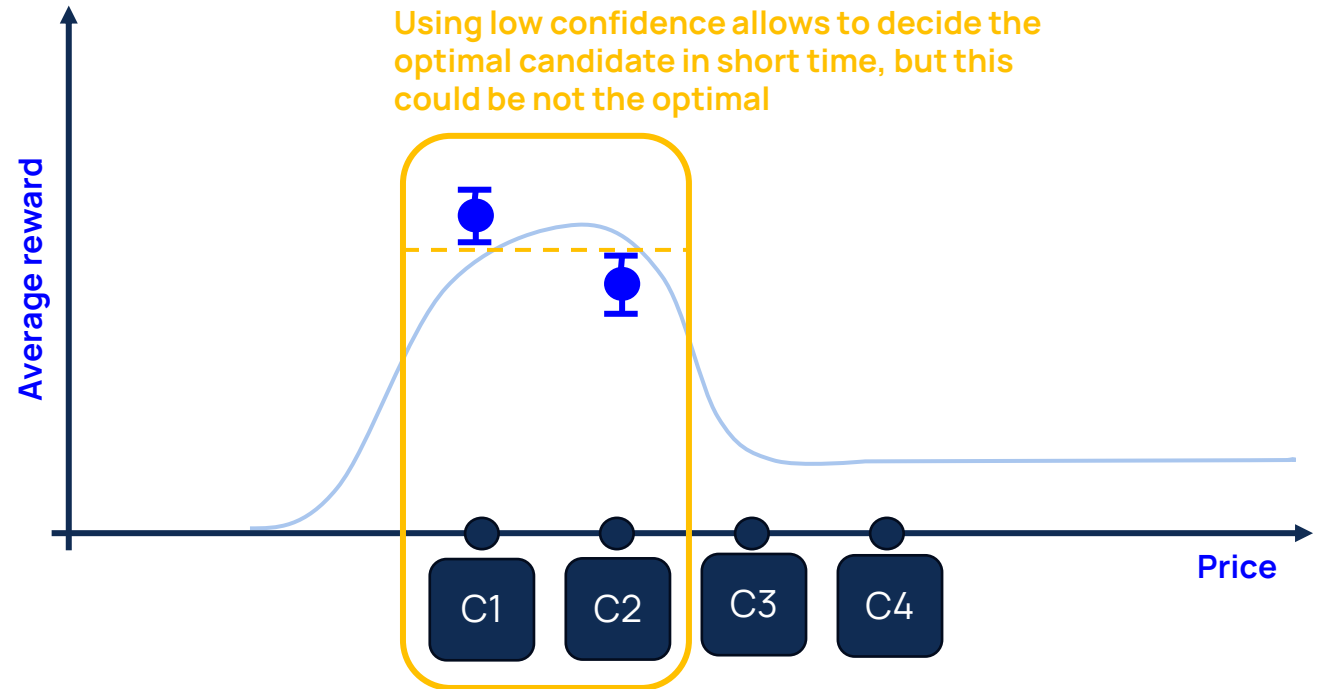 Using low confidence allows to decide the
optimal candidate in short time, but this
could be not the optimal
Average reward
Price
C1
C2
C3
C4